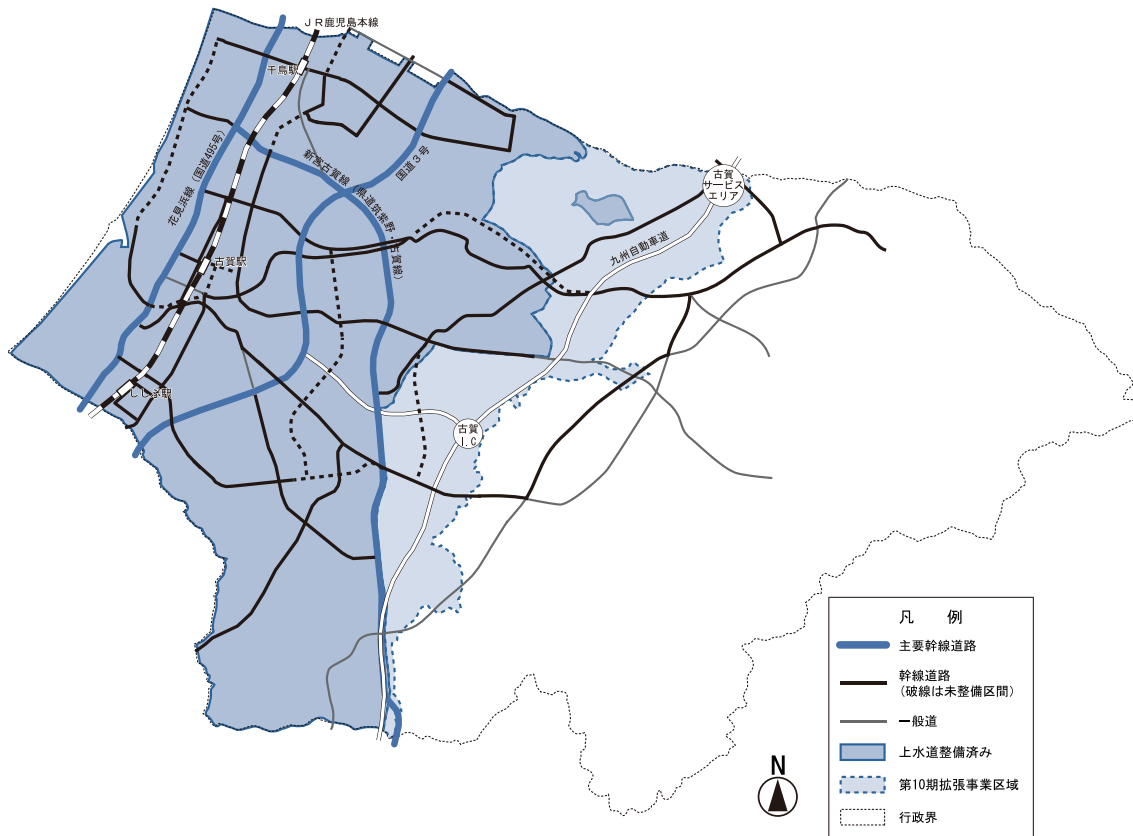 JR鹿児島本線
千鳥駅
花見浜線(国道495号)
新宮古賀線(県道筑紫野・古賀線)
国道3号
古賀
サービス
エリア
九州自動車道
古賀駅
ししぶ駅
古賀
I.C
凡 例
主要幹線道路
幹線道路
(破線は未整備区間)
一般道
上水道整備済み
第10期拡張事業区域
行政界
N